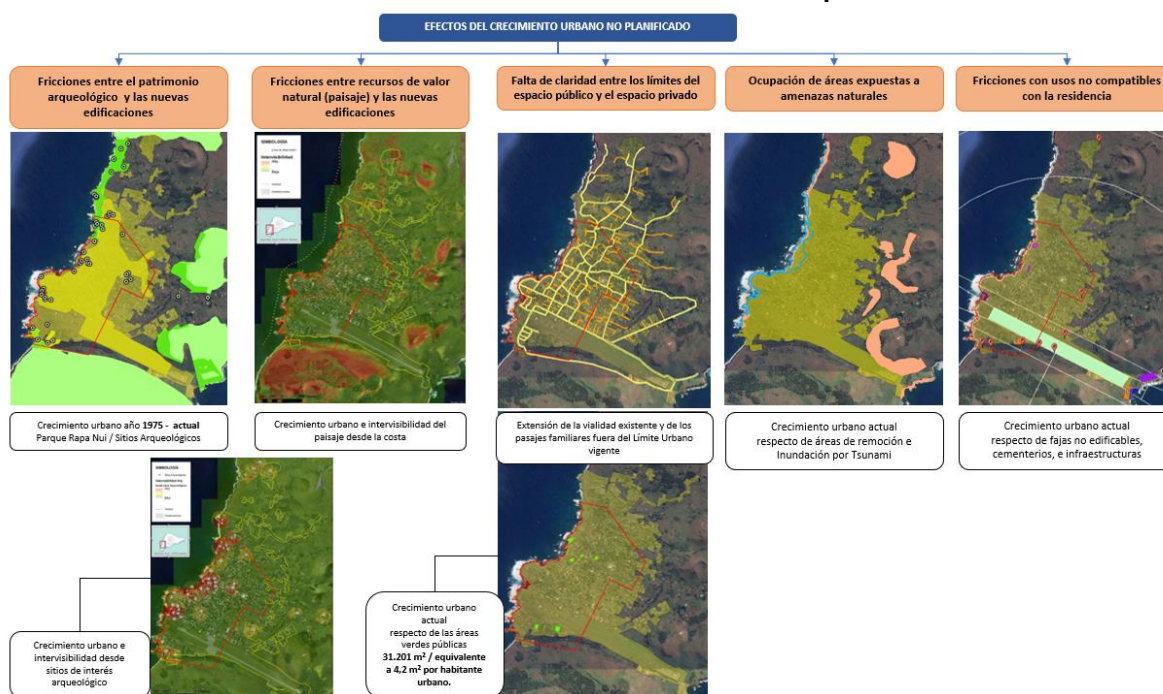 EFECTOS DEL CRECIMIENTO URBANO NO PLANIFICADO
Fricciones entre el patrimonio
arqueológico y las nuevas
edificaciones
Fricciones entre recursos de valor
natural (paisaje) y las nuevas
edificaciones
Falta de claridad entre los límites del
espacio público y el espacio privado
Ocupación de áreas expuestas a
amenazas naturales
Fricciones con usos no compatibles
con la residencia
SIMBOLOGIA
Intervisibilidad
Alta
Baja
Crecimiento urbano año 1975 - actual
Parque Rapa Nui / Sitios Arqueológicos
Crecimiento urbano e intervisibilidad del
paisaje desde la costa
Extensión de la vialidad existente y de los
pasajes familiares fuera del Límite Urbano
vigente
Crecimiento urbano actual
respecto de áreas de remoción e
Inundación por Tsunami
Crecimiento urbano actual
respecto de fajas no edificables,
cementerios, e infraestructuras
SIMBOLOGIA
Baja
Crecimiento urbano e
intervisibilidad desde
sitios de interés
arqueológico
Crecimiento urbano
actual
respecto de las áreas
verdes públicas
31.201 m² / equivalente
a 4,2 m² por habitante
urbano.